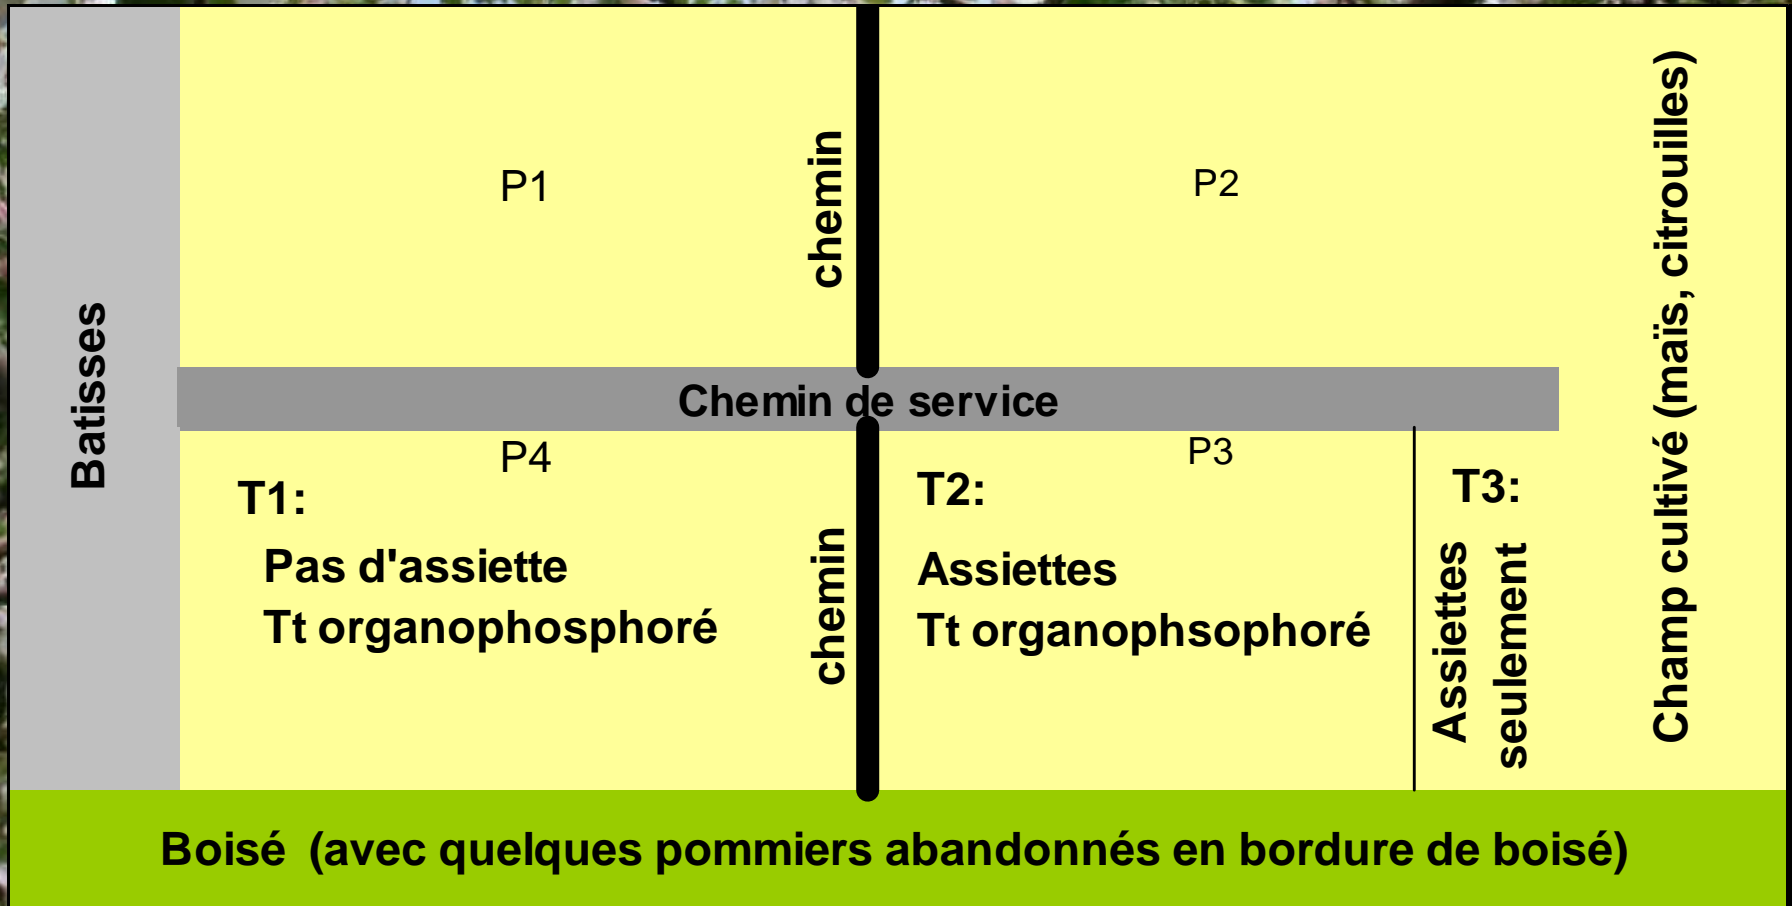 Batisses
P1
chemin
P2
Champ cultivé (maïs, citrouilles)
Chemin de service
P4
T1:
Pas d'assiette
Tt organophosphoré
chemin
P3
T2:
Assiettes
Tt organophsophoré
T3:
Assiettes
seulement
Boisé (avec quelques pommiers abandonnés en bordure de boisé)